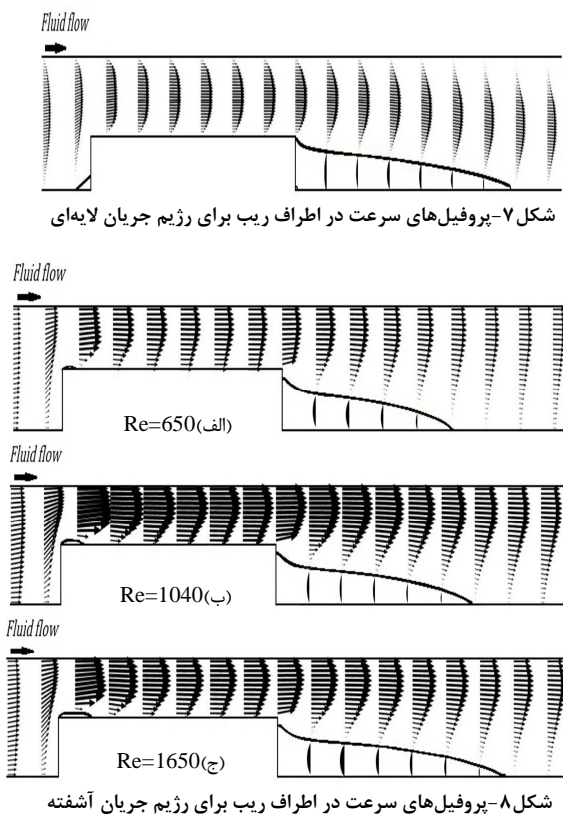 Fluid flow
شکل۷-پروفیل‌های سرعت در اطراف ریب برای رژیم جریان لایه‌ای
Fluid flow
Re=650(الف)
Fluid flow
Re=1040(ب)
Fluid flow
Re=1650(ج)
شکل۸-پروفیل‌های سرعت در اطراف ریب برای رژیم جریان آشفته